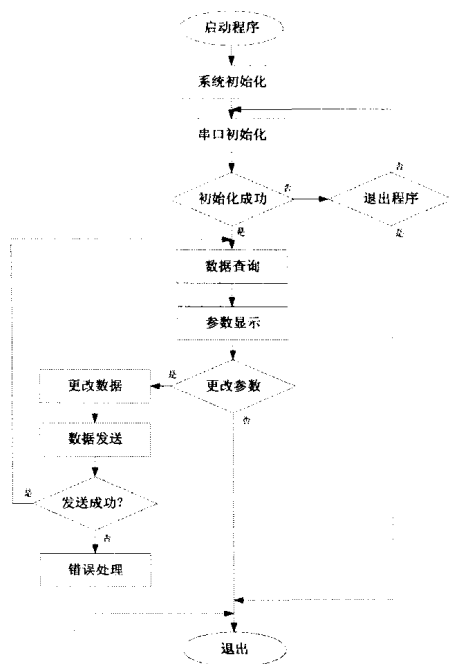 启动程序
系统初始化
串口初始化
否
初始化成功
否
退出程序
是
是
数据查询
参数显示
更改数据
是
更改参数
数据发送
否
是
发送成功?
否
错误处理
退出